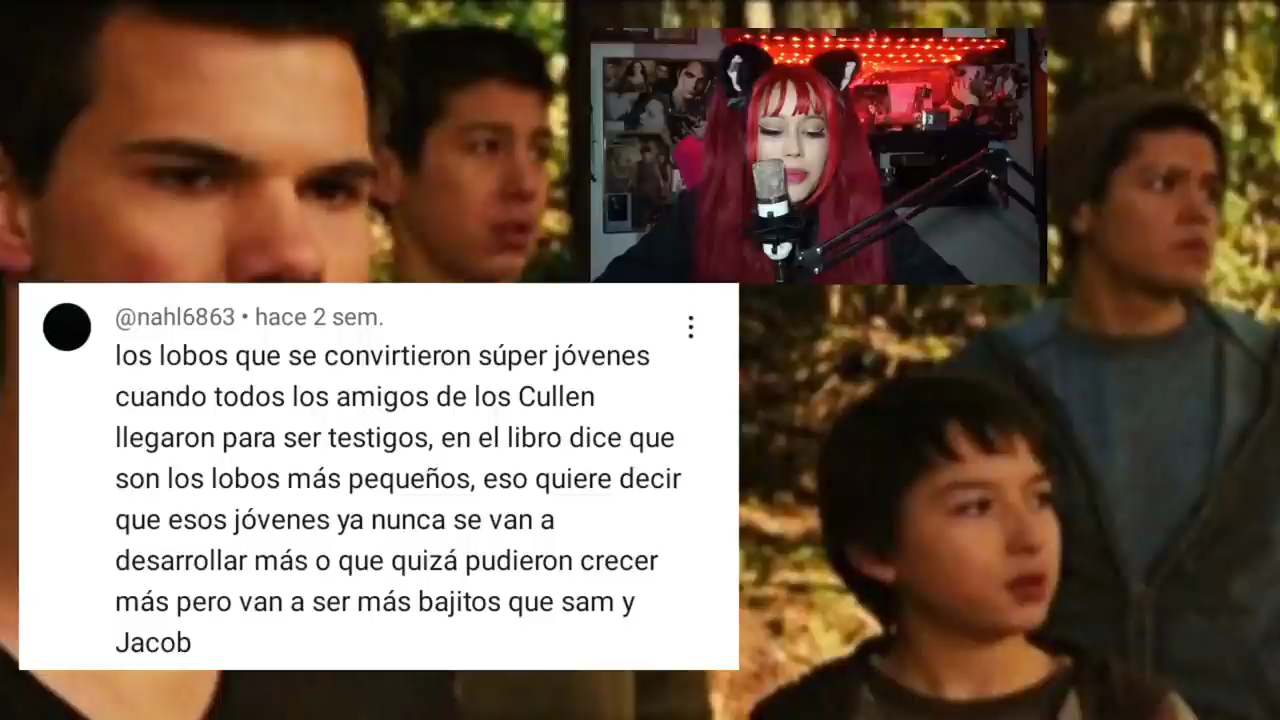 @nahl6863 • hace 2 sem.
los lobos que se convirtieron súper jóvenes
cuando todos los amigos de los Cullen
llegaron para ser testigos, en el libro dice que
son los lobos más pequeños, eso quiere decir
que esos jóvenes ya nunca se van a
desarrollar más o que quizá pudieron crecer
más pero van a ser más bajitos que sam y
Jacob